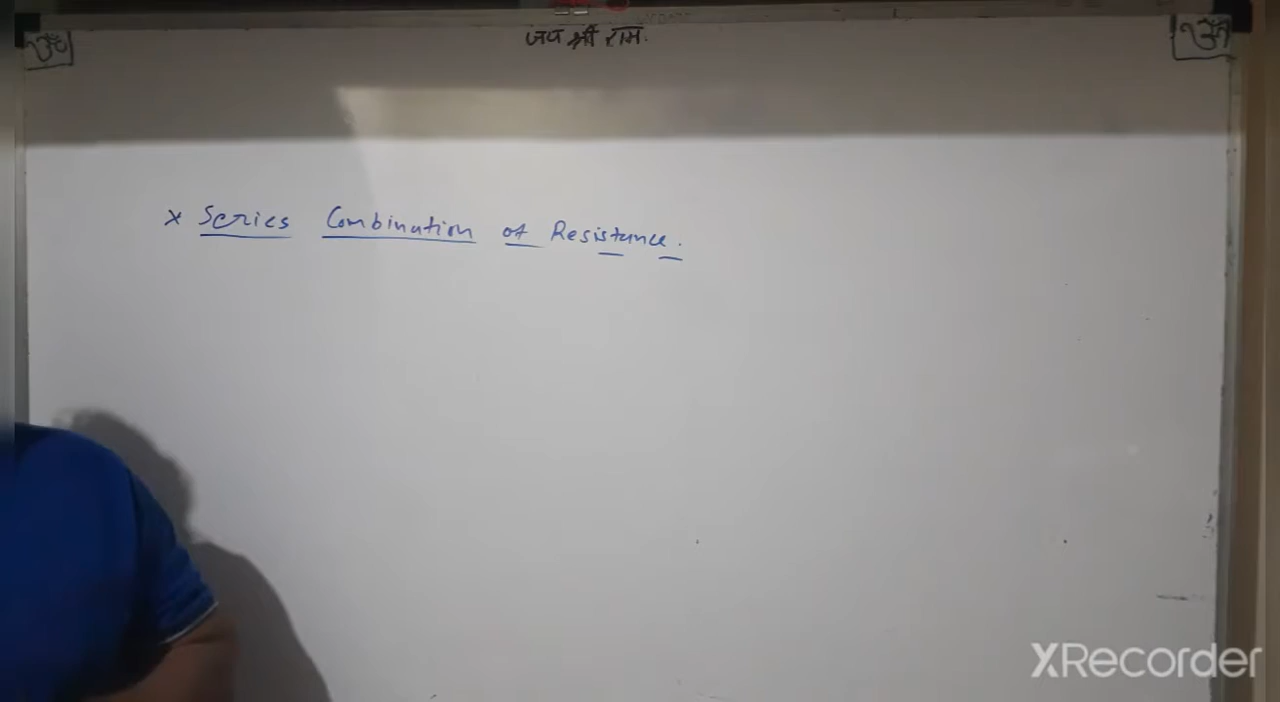 ॐ जय श्री राम. ॐ
x Series Combination of Resistance.
XRecorder